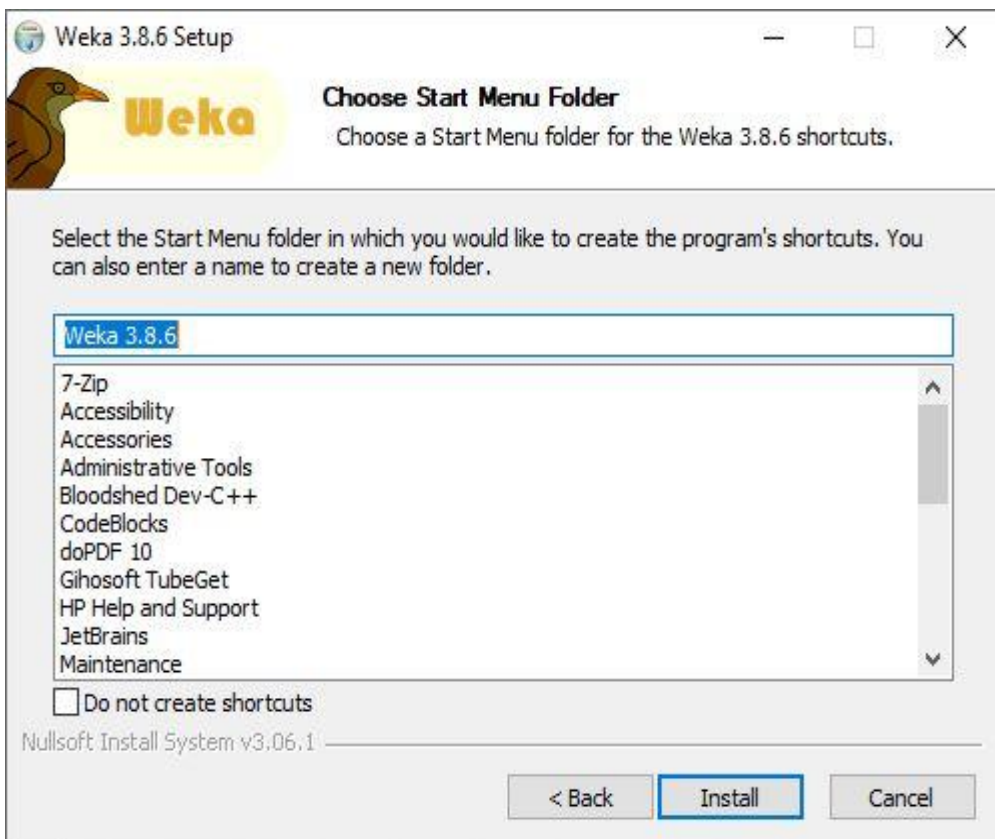 Weka 3.8.6 Setup
Weka
Choose Start Menu Folder
Choose a Start Menu folder for the Weka 3.8.6 shortcuts.
Select the Start Menu folder in which you would like to create the program's shortcuts. You
can also enter a name to create a new folder.
Weka 3.8.6
7-Zip
Accessibility
Accessories
Administrative Tools
Bloodshed Dev-C++
CodeBlocks
doPDF 10
Gihosoft TubeGet
HP Help and Support
JetBrains
Maintenance
Do not create shortcuts
Nullsoft Install System v3.06.1
< Back
Install
Cancel